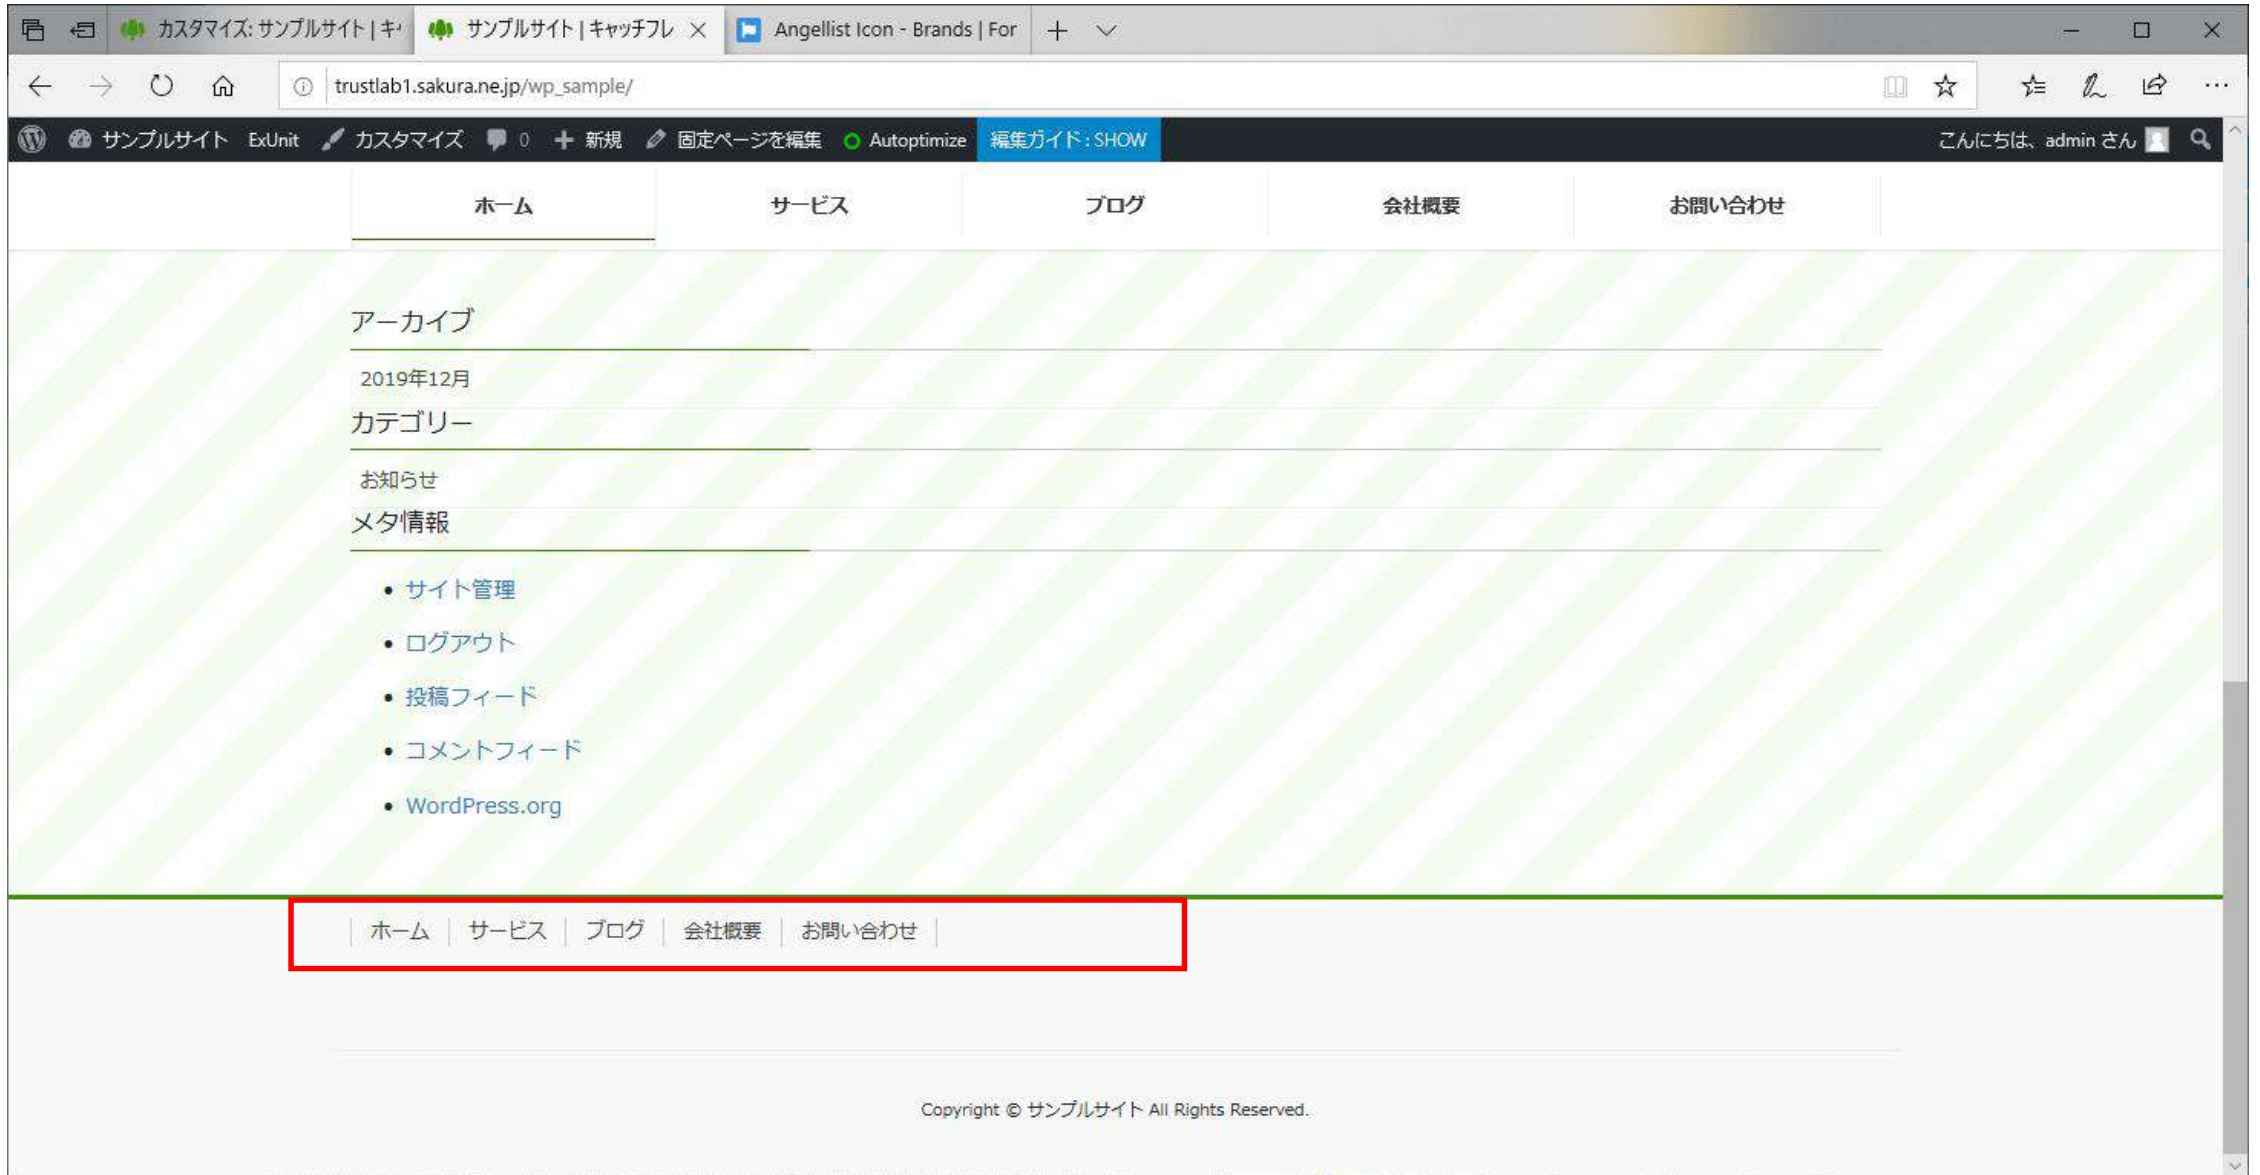 カスタマイズ: サンプルサイト | キャ
サンプルサイト | キャッチフレ
Angellist Icon - Brands | For
trustlab1.sakura.ne.jp/wp_sample/
サンプルサイト ExUnit カスタマイズ 0 新規 固定ページを編集 Autoptimize 編集ガイド : SHOW こんにちは、admin さん
ホーム サービス ブログ 会社概要 お問い合わせ
アーカイブ
2019年12月
カテゴリー
お知らせ
メタ情報
サイト管理
ログアウト
投稿フィード
コメントフィード
WordPress.org
ホーム サービス ブログ 会社概要 お問い合わせ
Copyright © サンプルサイト All Rights Reserved.